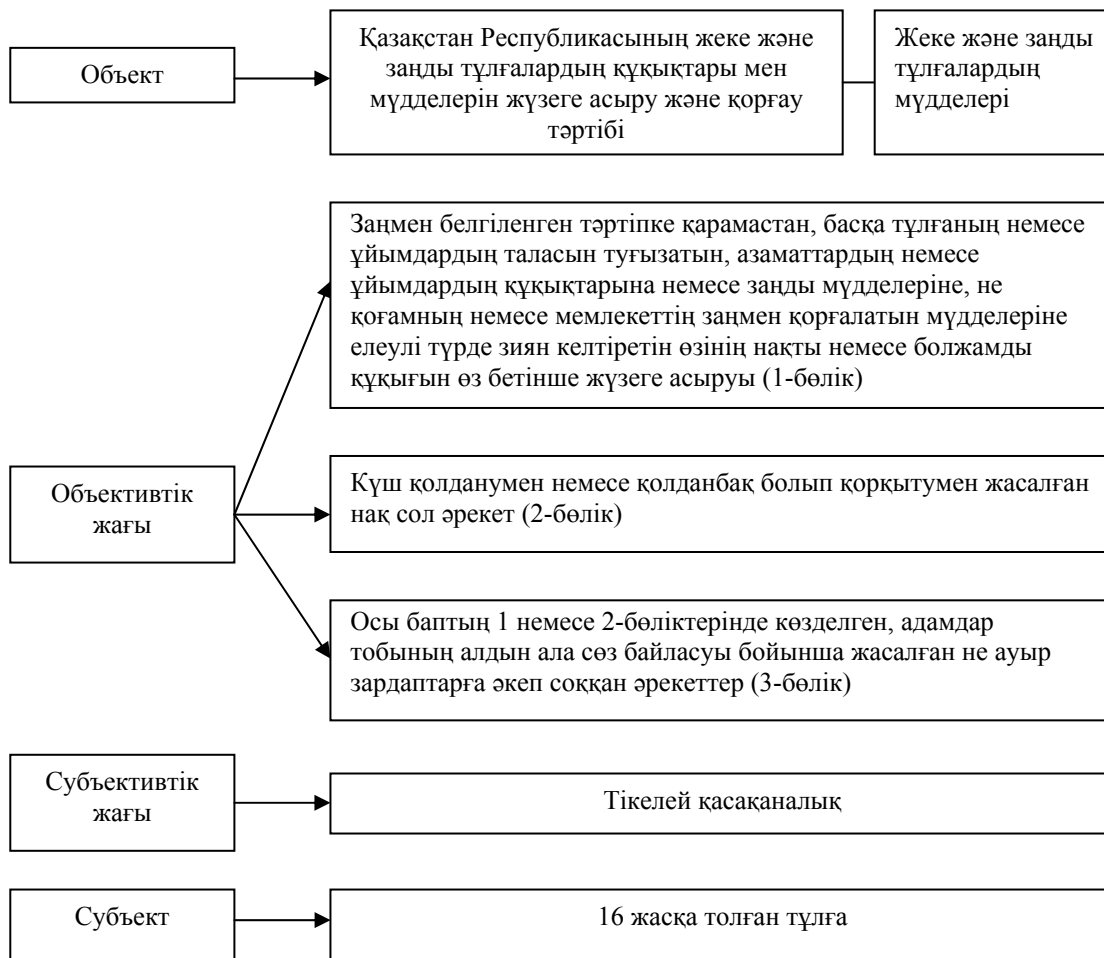 Объект
Қазақстан Республикасының жеке және
заңды тұлғалардың құқықтары мен
мүдделерін жүзеге асыру және қорғау
тәртібі
Жеке және заңды
тұлғалардың
мүдделері
Объективтік
жағы
Заңмен белгіленген тәртіпке қарамастан, басқа тұлғаның немесе
ұйымдардың таласын туғызатын, азаматтардың немесе
ұйымдардың құқықтарына немесе заңды мүдделеріне, не
қоғамның немесе мемлекеттің заңмен қорғалатын мүдделеріне
елеулі түрде зиян келтіретін өзінің нақты немесе болжамды
құқығын өз бетінше жүзеге асыруы (1-бөлік)
Күш қолданумен немесе қолданбақ болып қорқытумен жасалған
нақ сол әрекет (2-бөлік)
Осы баптың 1 немесе 2-бөліктерінде көзделген, адамдар
тобының алдын ала сөз байласуы бойынша жасалған не ауыр
зардаптарға әкеп соққан әрекеттер (3-бөлік)
Субъективтік
жағы
Тікелей қасақаналық
Субъект
16 жасқа толған тұлға